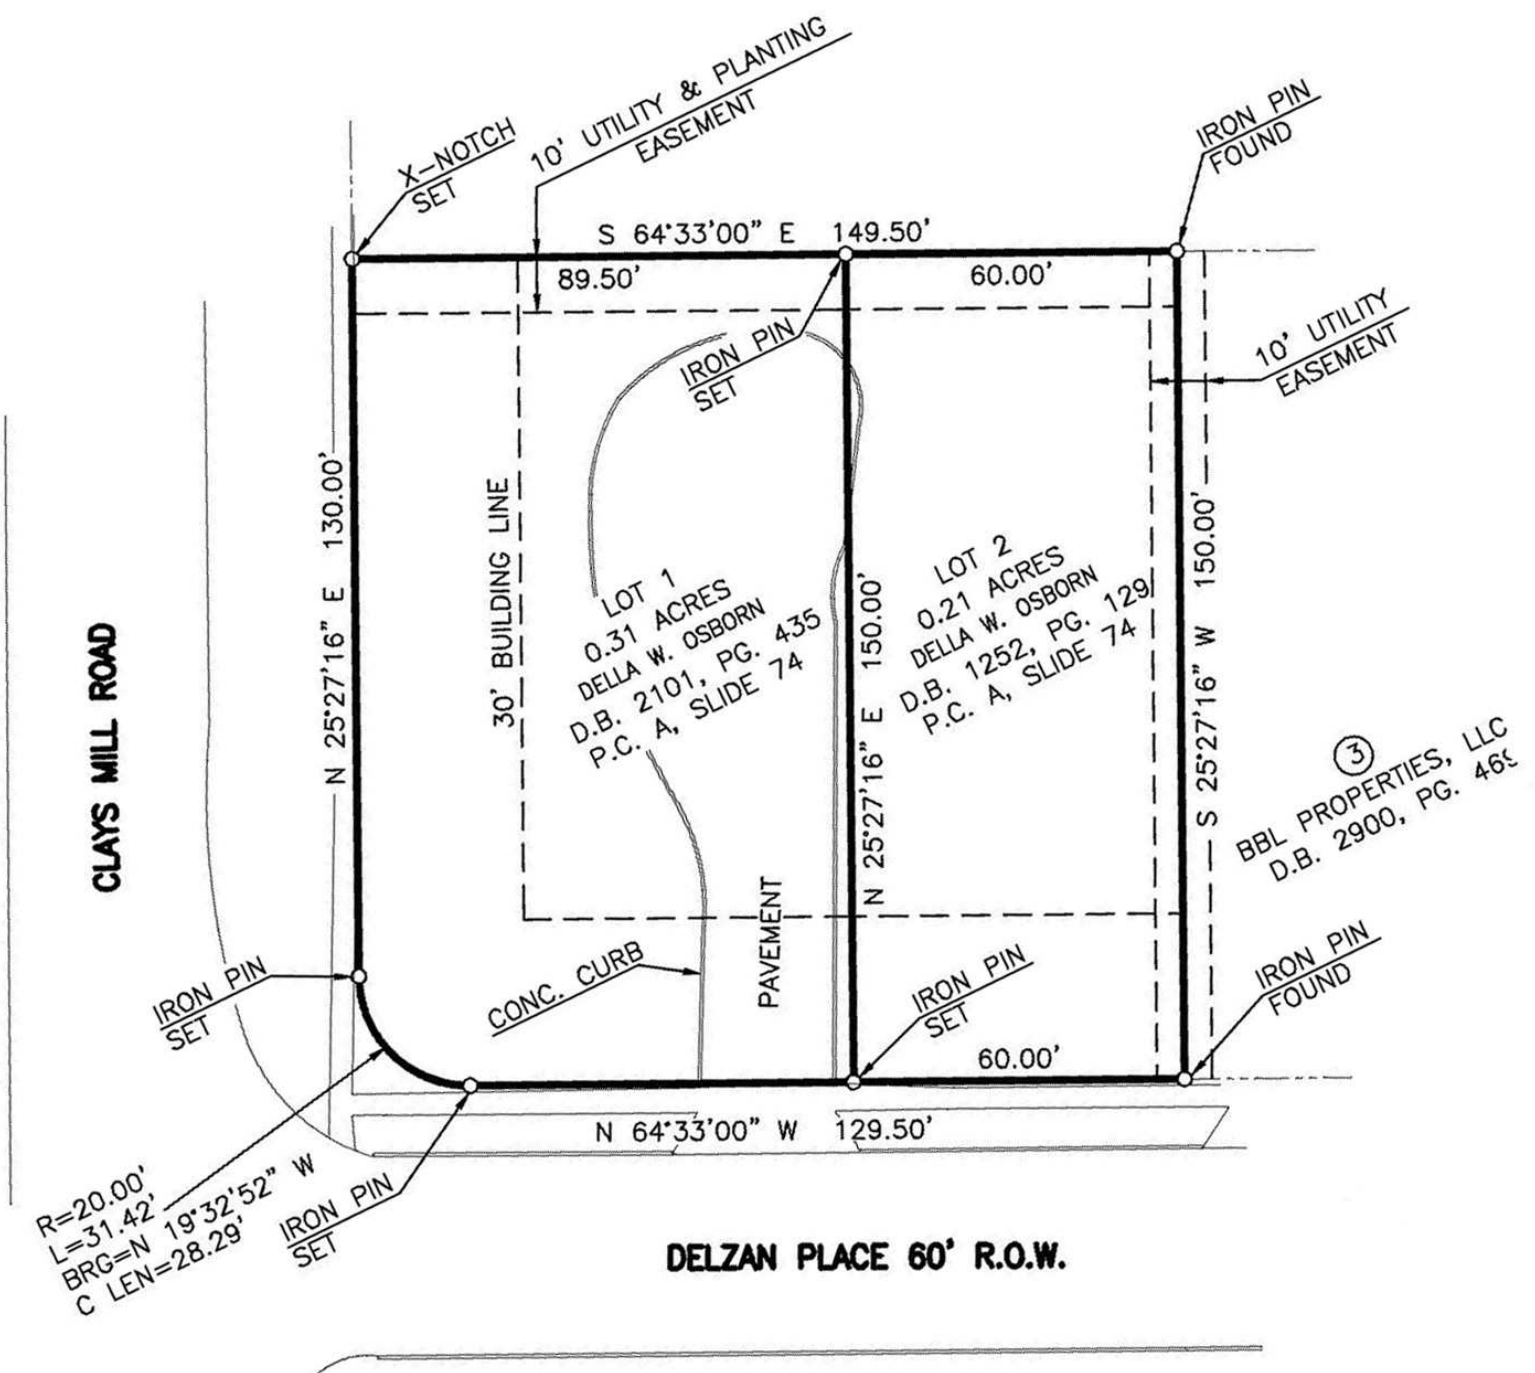 10' UTILITY & PLANTING
EASEMENT
X-NOTCH
SET
IRON PIN
FOUND
S 64°33'00" E 149.50'
89.50'
60.00'
IRON PIN
SET
10' UTILITY
EASEMENT
N 25°27'16" E 130.00'
30' BUILDING LINE
LOT 1
0.31 ACRES
DELLA W. OSBORN
D.B. 2101, PG. 435
P.C. A, SLIDE 74
N 25°27'16" E 150.00'
LOT 2
0.21 ACRES
DELLA W. OSBORN
D.B. 1252, PG. 129
P.C. A, SLIDE 74
S 25°27'16" W 150.00'
CLAYS MILL ROAD
3
BBL PROPERTIES, LLC
D.B. 2900, PG.
IRON PIN
SET
CONC. CURB
PAVEMENT
IRON PIN
SET
IRON PIN
FOUND
60.00'
N 64°33'00" W 129.50'
R=20.00'
L=31.42'
BRG=N 19°32'52" W
C LEN=28.29'
IRON PIN
SET
DELZAN PLACE 60' R.O.W.